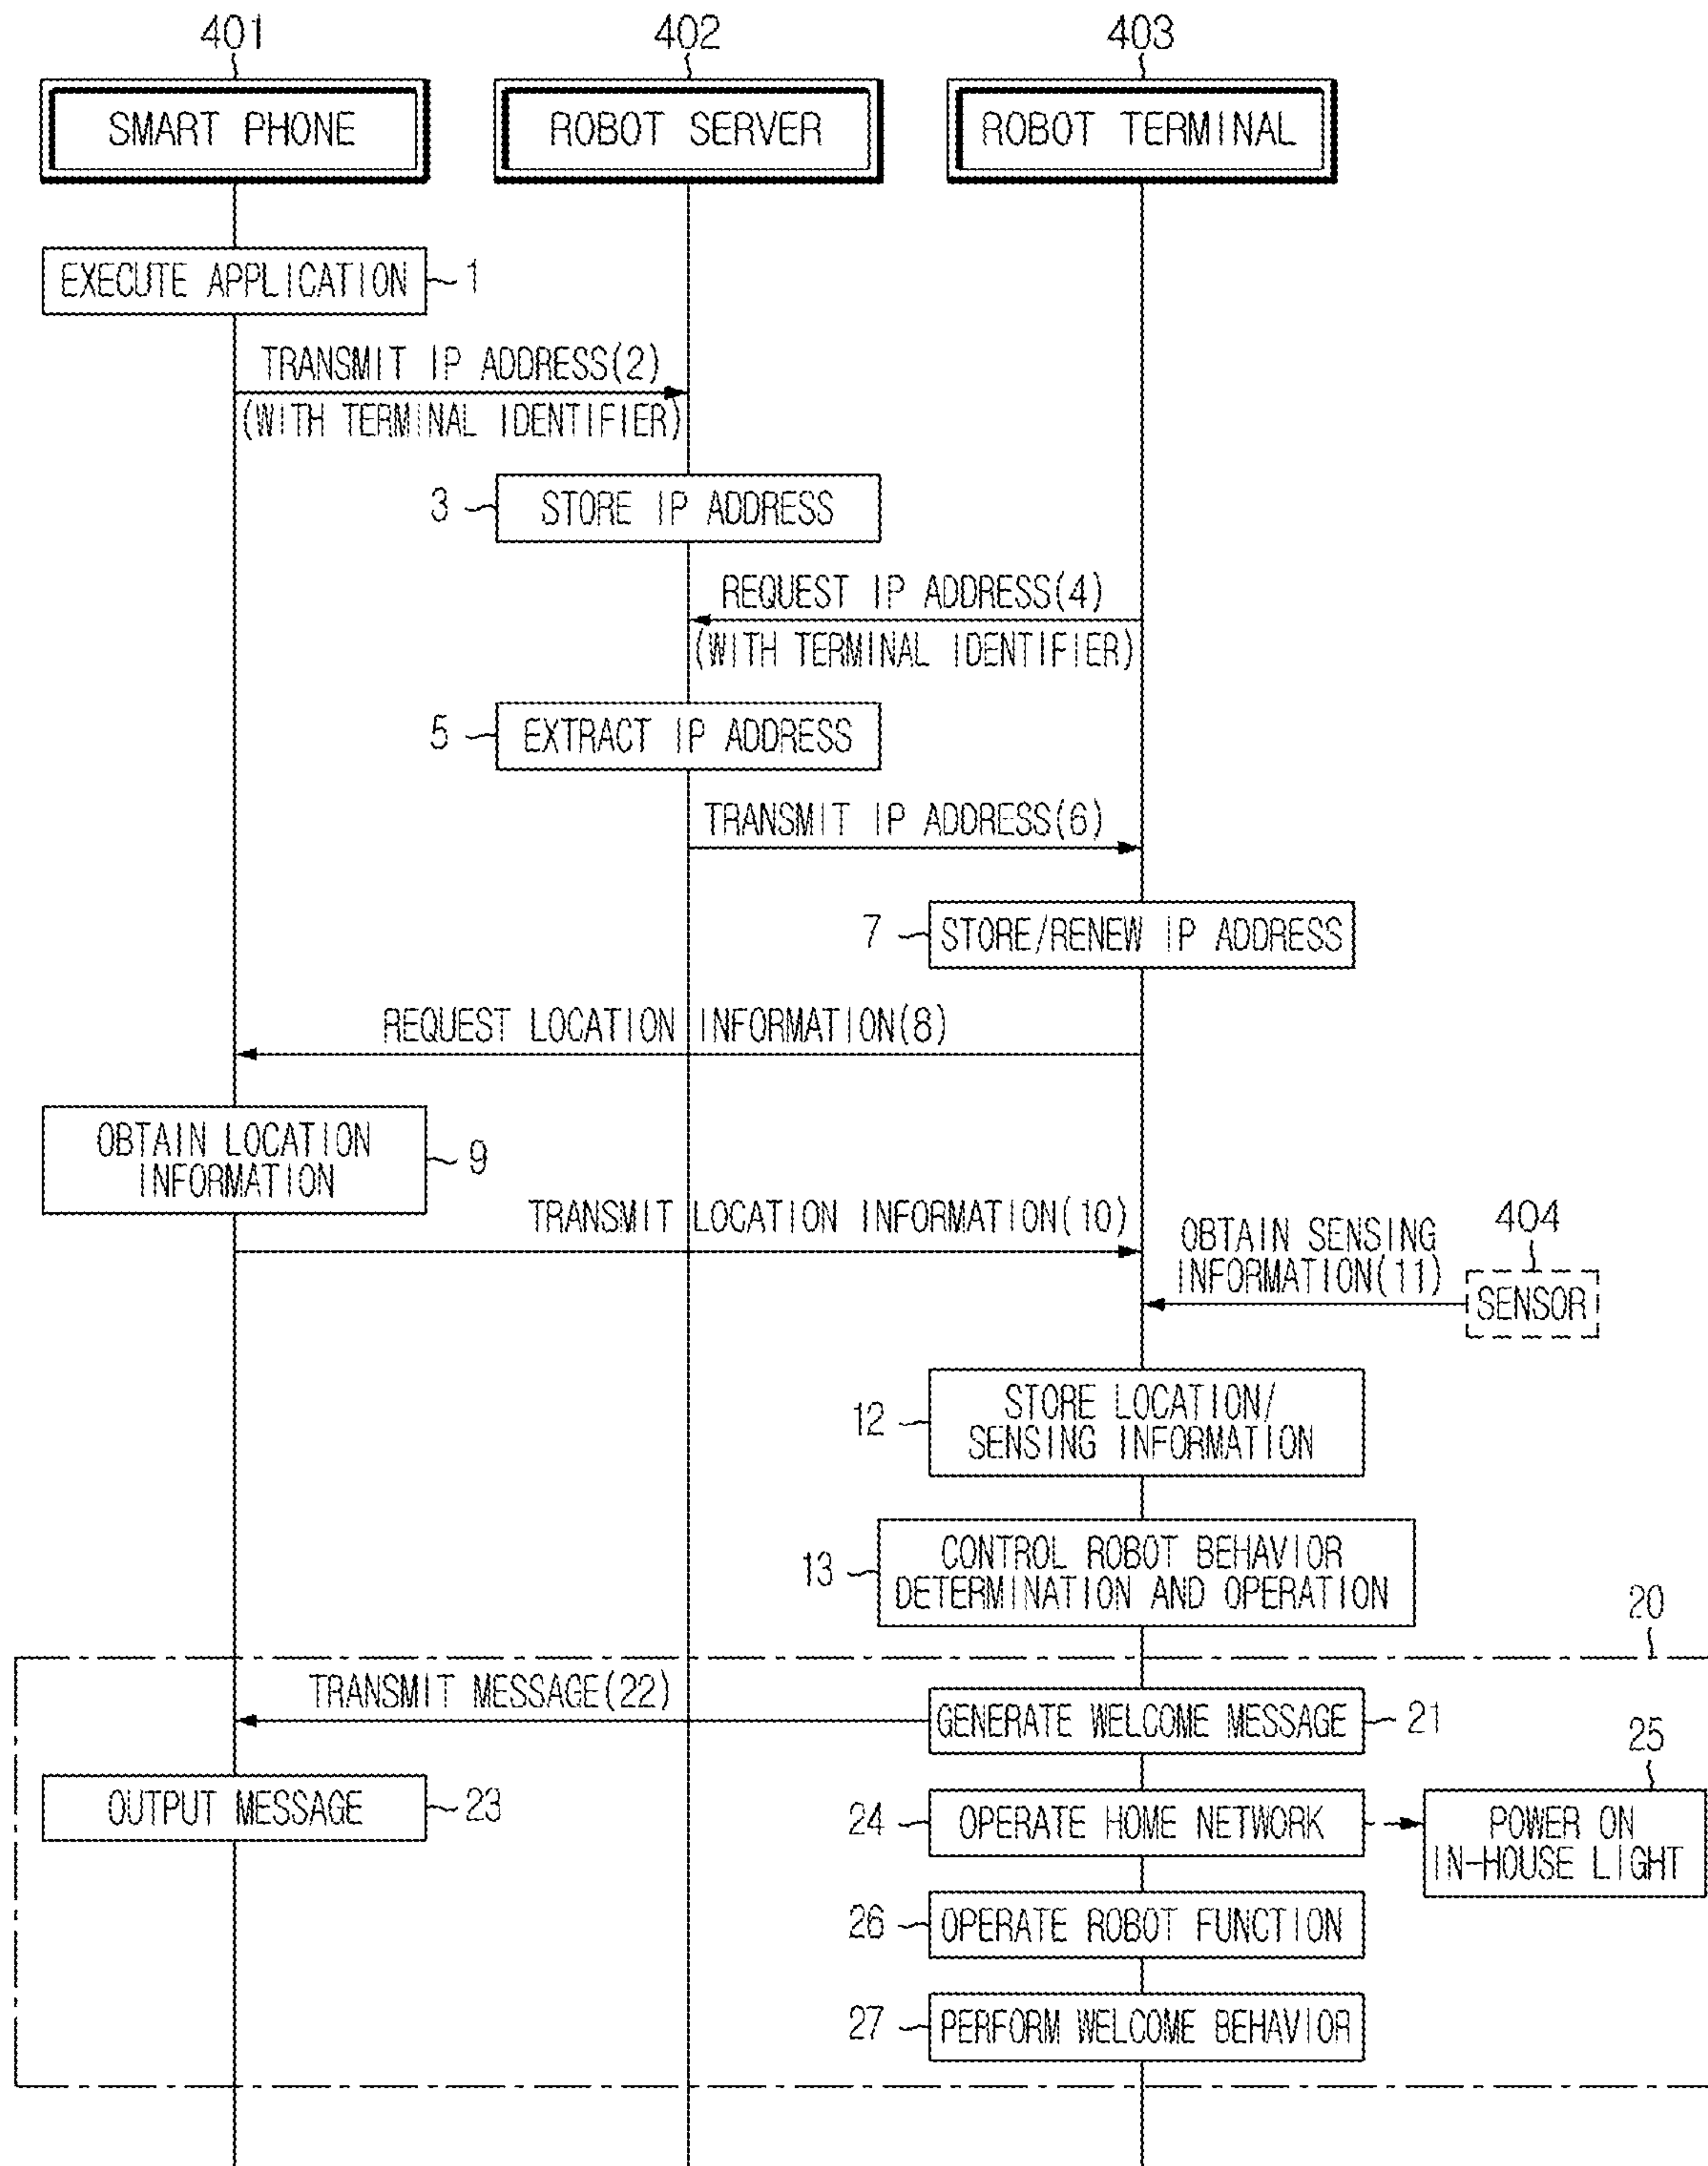 401
402
403
SMART PHONE
ROBOT SERVER
ROBOT TERMINAL
EXECUTE APPLICATION
1
TRANSMIT IP ADDRESS(2)
(WITH TERMINAL IDENTIFIER)
3
STORE IP ADDRESS
REQUEST IP ADDRESS(4)
(WITH TERMINAL IDENTIFIER)
5
EXTRACT IP ADDRESS
TRANSMIT IP ADDRESS(6)
7
STORE/RENEW IP ADDRESS
REQUEST LOCATION INFORMATION(8)
OBTAIN LOCATION
INFORMATION
9
TRANSMIT LOCATION INFORMATION(10)
OBTAIN SENSING
INFORMATION(11)
404
SENSOR
12
STORE LOCATION/
SENSING INFORMATION
13
CONTROL ROBOT BEHAVIOR
DETERMINATION AND OPERATION
20
TRANSMIT MESSAGE(22)
GENERATE WELCOME MESSAGE
21
25
OUTPUT MESSAGE
23
24
OPERATE HOME NETWORK
POWER ON
IN-HOUSE LIGHT
26
OPERATE ROBOT FUNCTION
27
PERFORM WELCOME BEHAVIOR